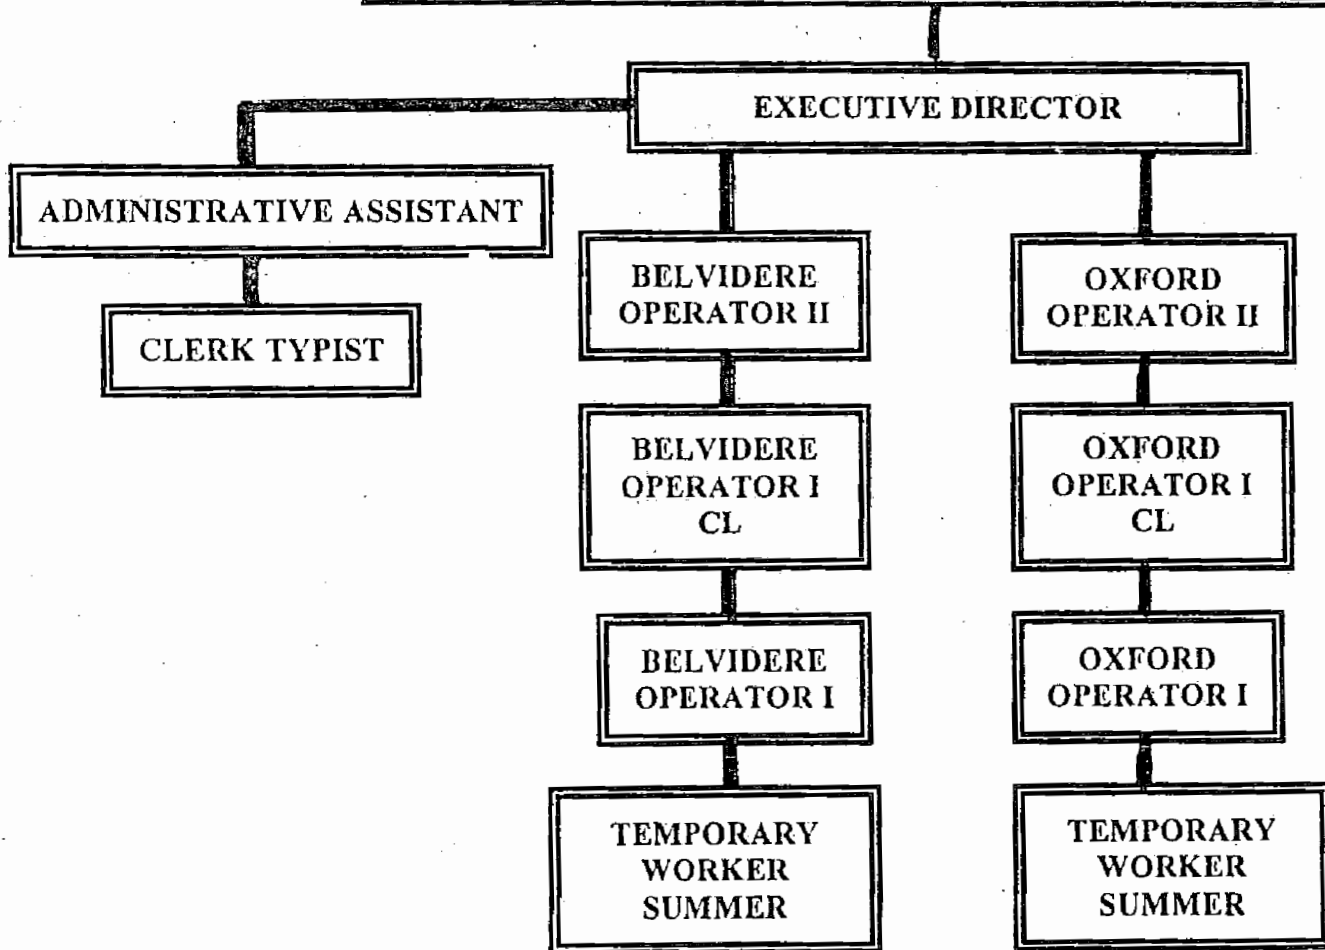 EXECUTIVE DIRECTOR
ADMINISTRATIVE ASSISTANT
CLERK TYPIST
BELVIDERE
OPERATOR II
BELVIDERE
OPERATOR I
CL
BELVIDERE
OPERATOR I
TEMPORARY
WORKER
SUMMER
OXFORD
OPERATOR II
OXFORD
OPERATOR I
CL
OXFORD
OPERATOR I
TEMPORARY
WORKER
SUMMER